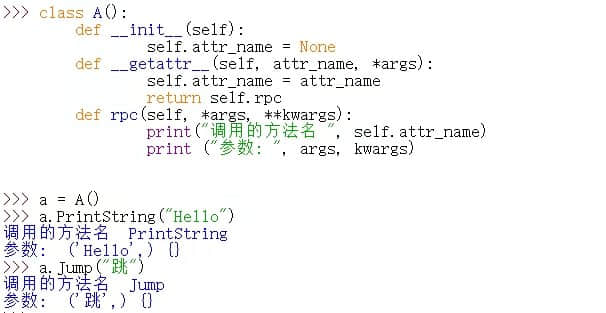 >>> class A():
def __init__(self):
self.attr_name = None
def __getattr__(self, attr_name, *args):
self.attr_name = attr_name
return self.rpc
def rpc(self, *args, **kwargs):
print("调用的方法名 ", self.attr_name)
print ("参数: ", args, kwargs)
>>> a = A()
>>> a.PrintString("Hello")
调用的方法名  PrintString
参数:  ('Hello',) {}
>>> a.Jump("跳")
调用的方法名  Jump
参数:  ('跳',) {}
>>>